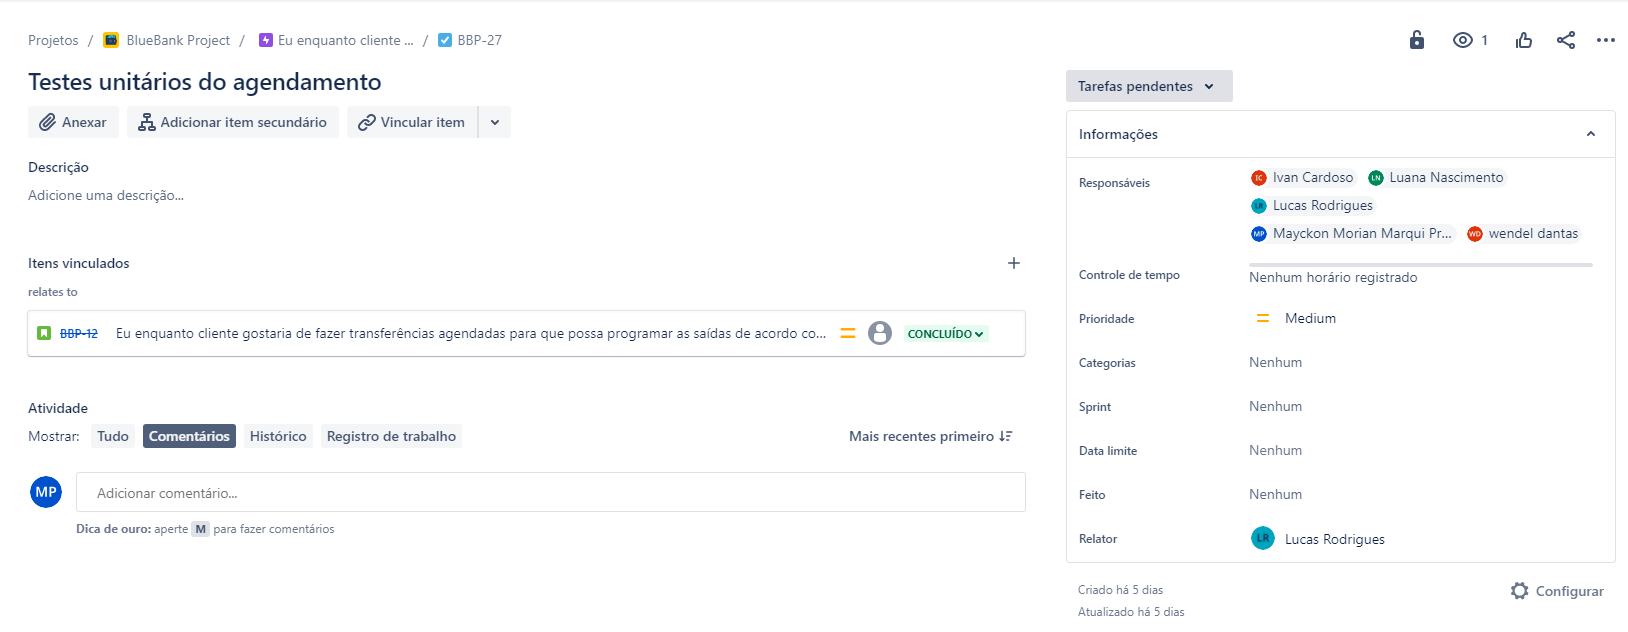 Projetos / BlueBank Project / Eu enquanto cliente ... / BBP-27
1
Testes unitários do agendamento
Anexar
Adicionar item secundário
Vincular item
Descrição
Adicione uma descrição...
Itens vinculados
relates to
BBP-12 Eu enquanto cliente gostaria de fazer transferências agendadas para que possa programar as saídas de acordo co... CONCLUÍDO
Atividade
Mostrar: Tudo Comentários Histórico Registro de trabalho Mais recentes primeiro
MP Adicionar comentário...
Dica de ouro: aperte M para fazer comentários
Tarefas pendentes
Informações
Responsáveis
IC Ivan Cardoso LN Luana Nascimento
LR Lucas Rodrigues
MP Mayckon Morian Marqui Pr... WD wendel dantas
Controle de tempo Nenhum horário registrado
Prioridade Medium
Categorias Nenhum
Sprint Nenhum
Data limite Nenhum
Feito Nenhum
Relator LR Lucas Rodrigues
Criado há 5 dias
Atualizado há 5 dias
Configurar